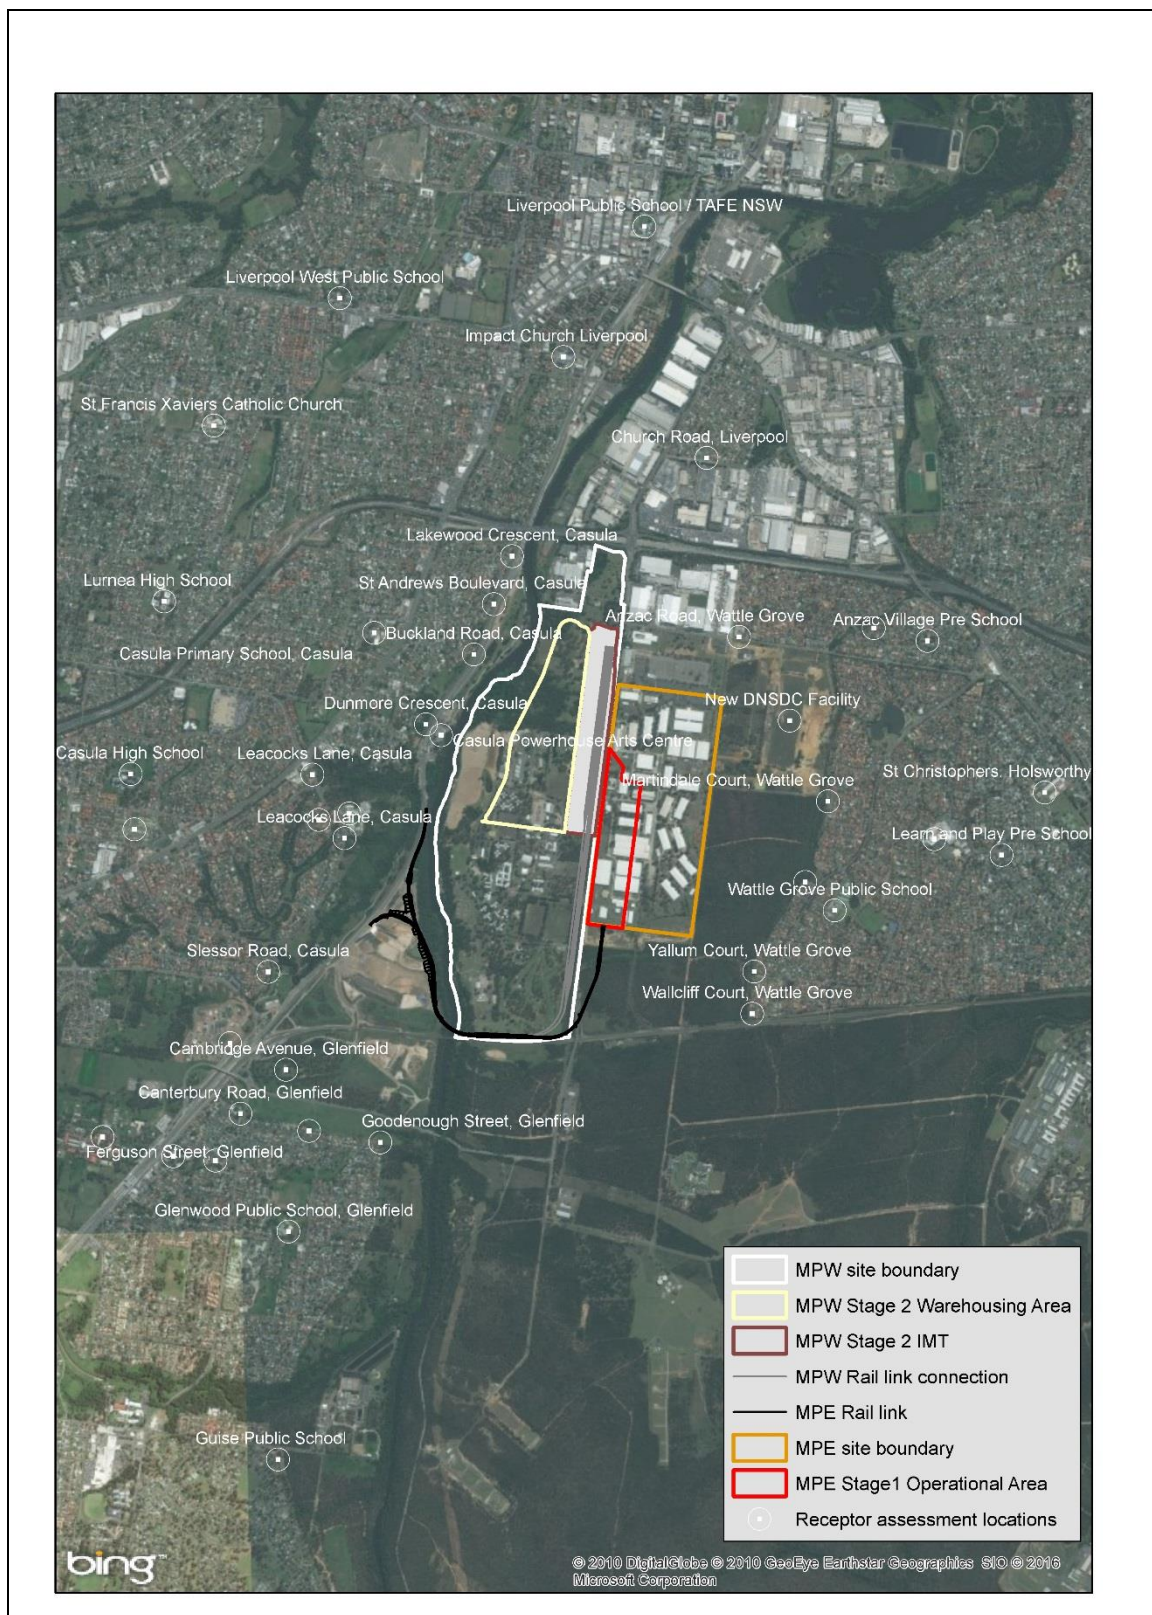 Liverpool Public School / TAFE NSW
Liverpool West Public School
Impact Church Liverpool
St Francis Xaviers Catholic Church
Church Road, Liverpool
Lakewood Crescent, Casula
Lurnea High School
St Andrews Boulevard, Casula
Anzac Road, Wattle Grove
Anzac Village Pre School
Buckland Road, Casula
Casula Primary School, Casula
Dunmore Crescent, Casula
New DNSDC Facility
Casula Powerhouse Arts Centre
Casula High School
Leacocks Lane, Casula
Martindale Court, Wattle Grove
St Christophers. Holsworthy
Leacocks Lane, Casula
Learn and Play Pre School
Wattle Grove Public School
Slessor Road, Casula
Yallum Court, Wattle Grove
Wallcliff Court, Wattle Grove
Cambridge Avenue, Glenfield
Canterbury Road, Glenfield
Goodenough Street, Glenfield
Ferguson Street, Glenfield
Glenwood Public School, Glenfield
Guise Public School
MPW site boundary
MPW Stage 2 Warehousing Area
MPW Stage 2 IMT
MPW Rail link connection
MPE Rail link
MPE site boundary
MPE Stage1 Operational Area
Receptor assessment locations
bing™
© 2010 DigitalGlobe © 2010 GeoEye Earthstar Geographics SIO © 2016
Microsoft Corporation